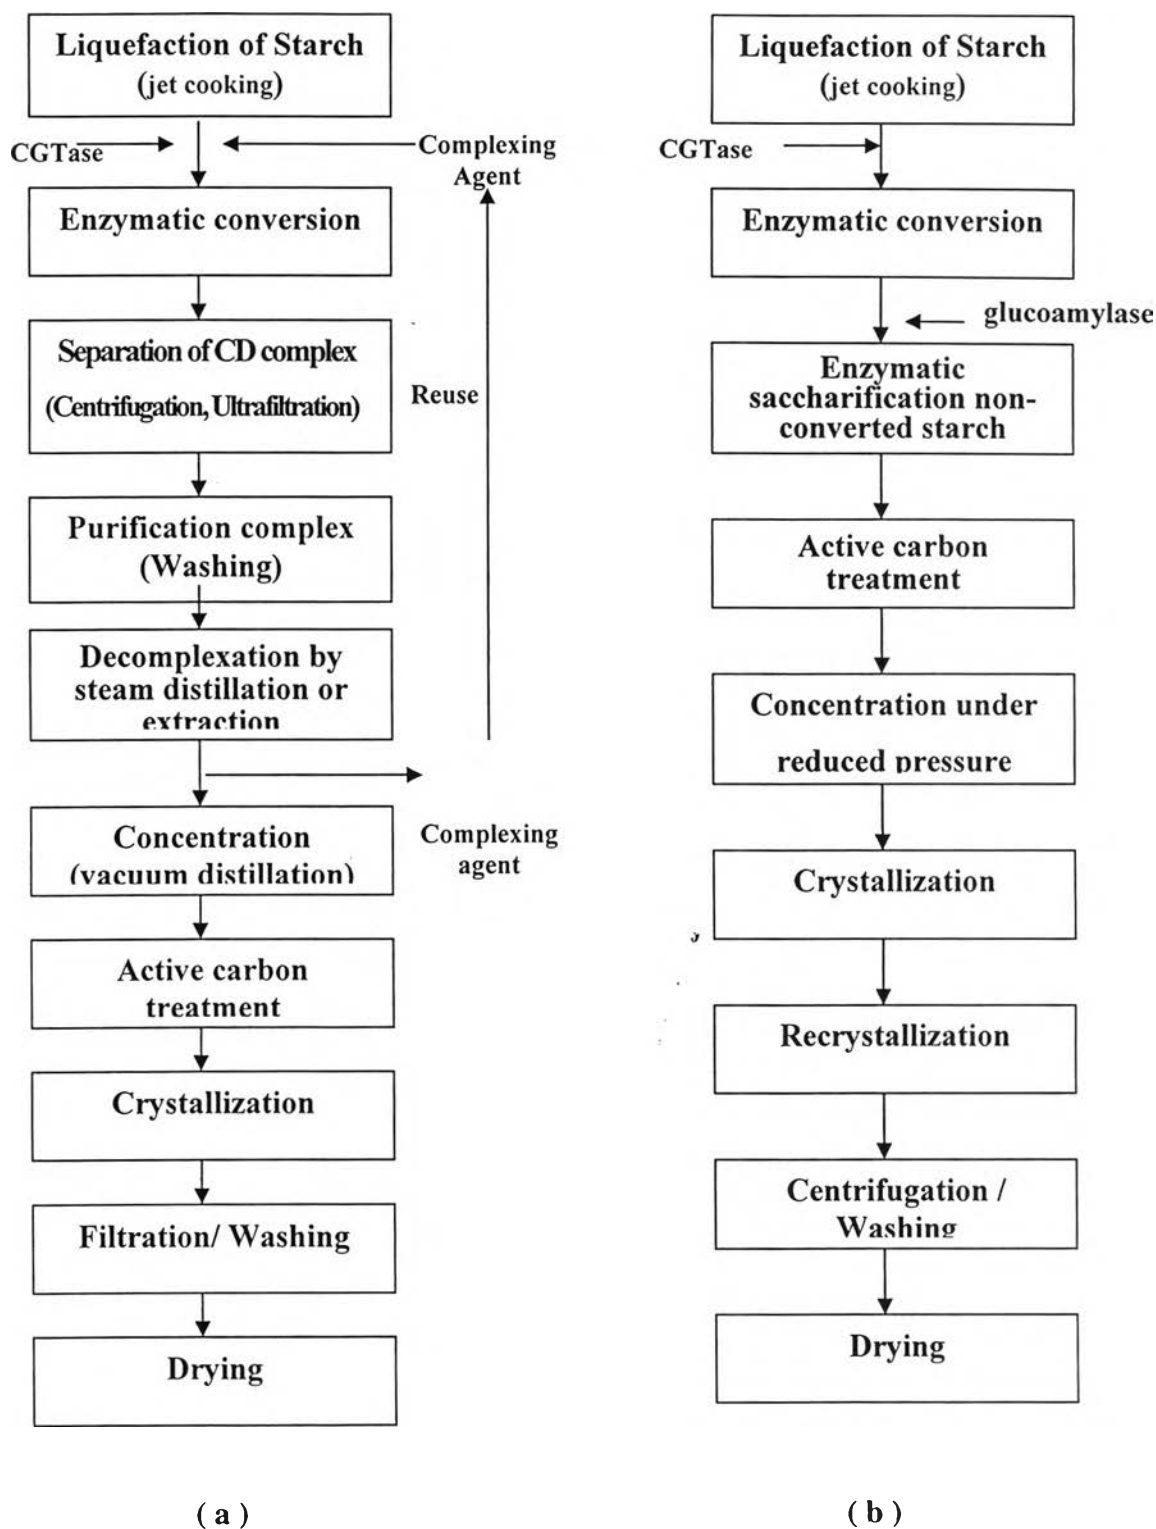 Liquefaction of Starch
(jet cooking)
CGTase
Complexing
Agent
Enzymatic conversion
Separation of CD complex
(Centrifugation, Ultrafiltration)
Reuse
Purification complex
(Washing)
Decomplexation by
steam distillation or
extraction
Concentration
(vacuum distillation)
Complexing
agent
Active carbon
treatment
Crystallization
Filtration/ Washing
Drying
( a )
Liquefaction of Starch
(jet cooking)
CGTase
Enzymatic conversion
glucoamylase
Enzymatic
saccharification non-
converted starch
Active carbon
treatment
Concentration under
reduced pressure
Crystallization
Recrystallization
Centrifugation /
Washing
Drying
( b )